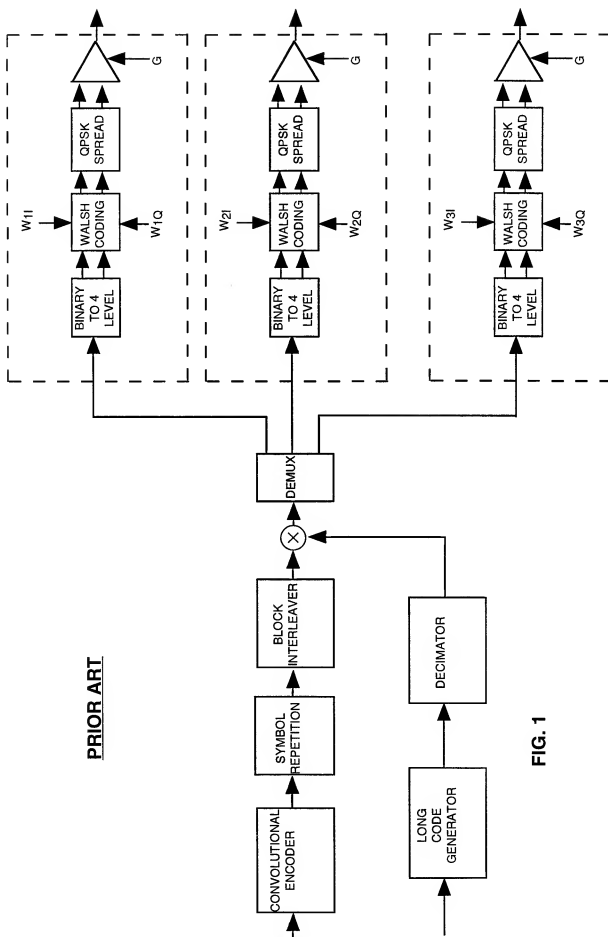 PRIOR ART
CONVOLUTIONAL
ENCODER
SYMBOL
REPETITION
BLOCK
INTERLEAVER
X
DEMUX
LONG
CODE
GENERATOR
DECIMATOR
BINARY
TO 4
LEVEL
W1I
WALSH
CODING
W1Q
QPSK
SPREAD
G
BINARY
TO 4
LEVEL
W2I
WALSH
CODING
W2Q
QPSK
SPREAD
G
BINARY
TO 4
LEVEL
W3I
WALSH
CODING
W3Q
QPSK
SPREAD
G
FIG. 1